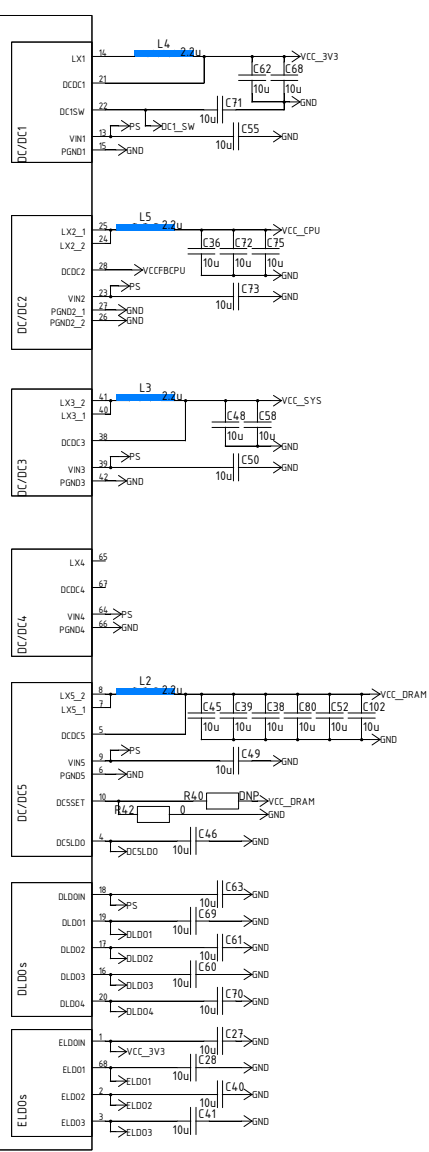 L4
14
2.2u
LX1
VCC_3V3
C62
C68
21
DCDC1
10u
10u
22
C71
GND
DC1SW
10u
PS
DC1_SW
13
C55
VIN1
GND
15
10u
PGND1
GND
DC/DC1
L5
25
2.2u
LX2_1
VCC_CPU
24
LX2_2
C36
C72
C75
10u
10u
10u
28
DCDC2
VCCFBCPU
GND
PS
23
C73
VIN2
GND
27
10u
PGND2_1
GND
26
PGND2_2
GND
DC/DC2
L3
41
2.2u
LX3_2
VCC_SYS
40
LX3_1
C48
C58
38
10u
10u
DCDC3
GND
PS
39
C50
VIN3
GND
42
10u
PGND3
GND
DC/DC3
65
LX4
67
DCDC4
64
VIN4
PS
66
PGND4
GND
DC/DC4
L2
8
2.2u
LX5_2
VCC_DRAM
7
LX5_1
C45
C39
C38
C80
C52
C102
10u
10u
10u
10u
10u
10u
5
DCDC5
GND
PS
9
C49
VIN5
GND
6
10u
PGND5
GND
10
R40
DNP
DC5SET
VCC_DRAM
R42
0
GND
4
C46
DC5LDO
GND
DC5LDO
10u
DC/DC5
18
C63
DLDOIN
GND
PS
10u
19
C69
DLDO1
GND
DLDO1
10u
17
C61
DLDO2
GND
DLDO2
10u
16
C60
DLDO3
GND
DLDO3
10u
20
C70
DLDO4
GND
DLDO4
10u
DLDOs
1
C27
ELDOIN
GND
VCC_3V3
10u
68
C28
ELDO1
GND
ELDO1
10u
2
C40
ELDO2
GND
ELDO2
10u
3
C41
ELDO3
GND
ELDO3
10u
ELDOs